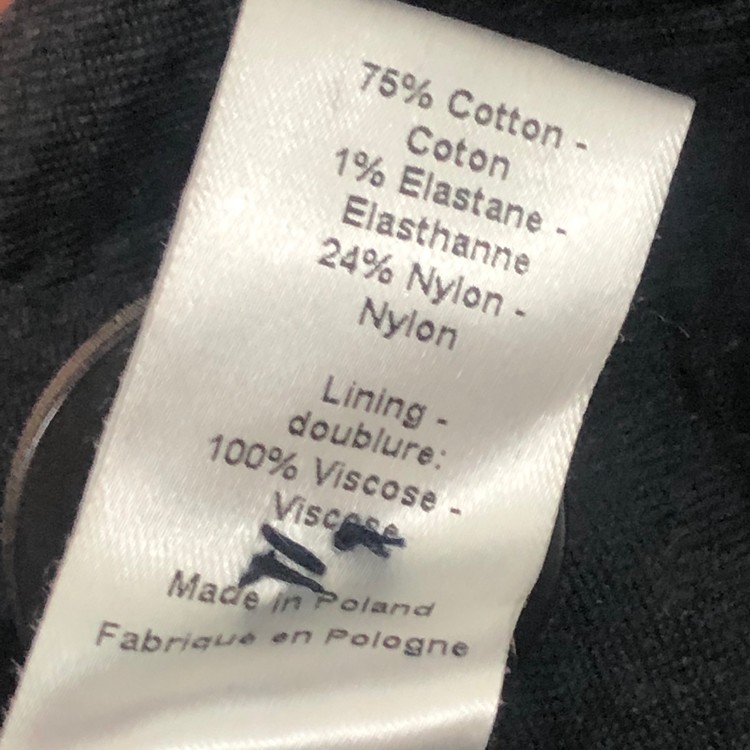 75% Cotton -
Coton
1% Elastane -
Elasthanne
24% Nylon -
Nylon
Lining -
doublure:
100% Viscose -
Viscose
Made in Poland
Fabrique en Pologne